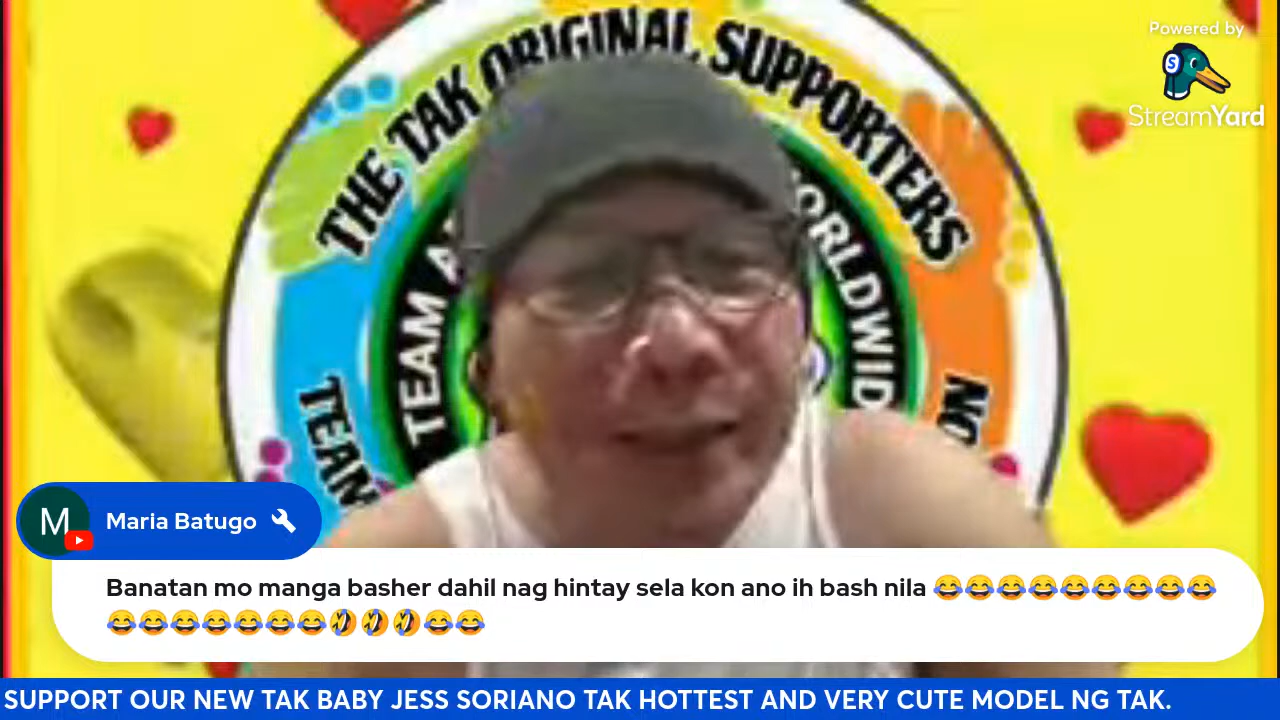 Powered by
StreamYard
THE TAK ORIGINAL SUPPORTERS
TEAM
TEAM
NO
M
Maria Batugo
Banatan mo manga basher dahil nag hintay sela kon ano ih bash nila 😂😂😂😂😂😂😂😂😂
😂😂😂😂😂😂😂🤣🤣🤣😂😂
SUPPORT OUR NEW TAK BABY JESS SORIANO TAK HOTTEST AND VERY CUTE MODEL NG TAK.